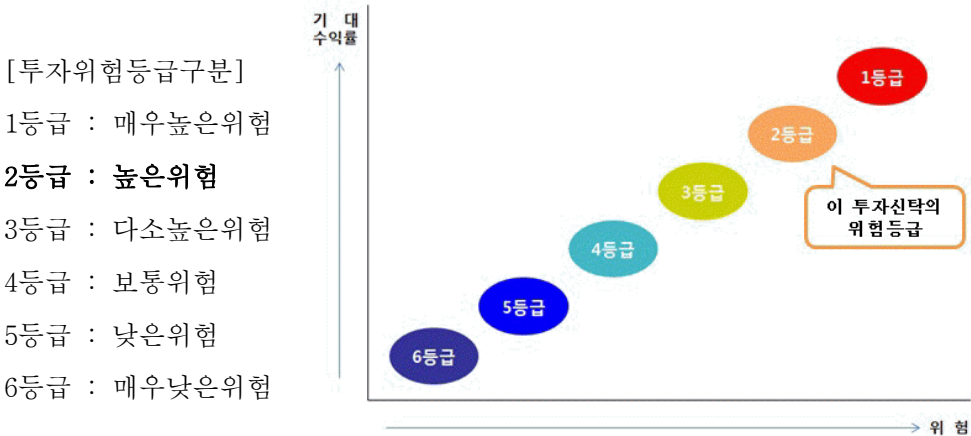 [투자위험등급구분]
1등급 : 매우높은위험
2등급 : 높은위험
3등급 : 다소높은위험
4등급 : 보통위험
5등급 : 낮은위험
6등급 : 매우낮은위험
기 대
수익률
1등급
2등급
3등급
이 투자신탁의
위험등급
4등급
5등급
6등급
위 험